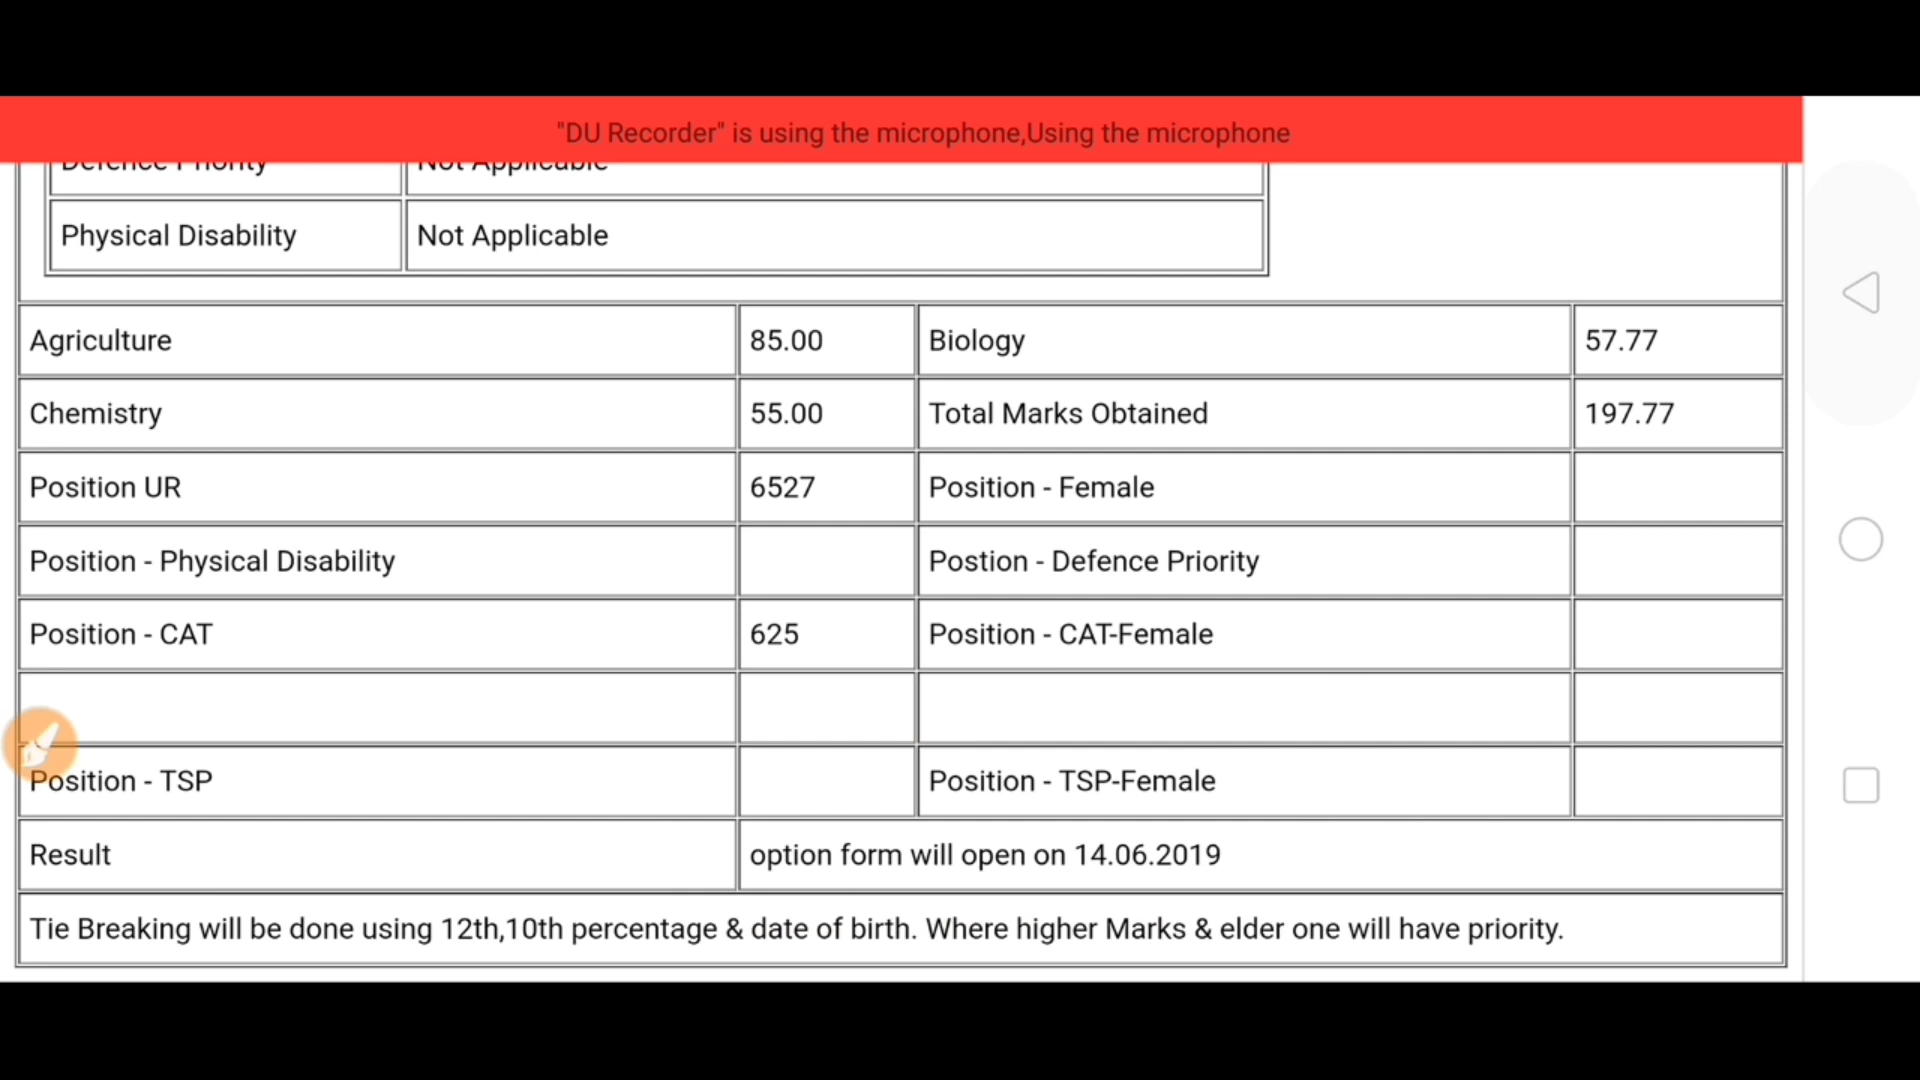 "DU Recorder" is using the microphone,Using the microphone
Defence Priority Not Applicable
Physical Disability Not Applicable
Agriculture 85.00 Biology 57.77
Chemistry 55.00 Total Marks Obtained 197.77
Position UR 6527 Position - Female
Position - Physical Disability Postion - Defence Priority
Position - CAT 625 Position - CAT-Female
Position - TSP Position - TSP-Female
Result option form will open on 14.06.2019
Tie Breaking will be done using 12th,10th percentage & date of birth. Where higher Marks & elder one will have priority.